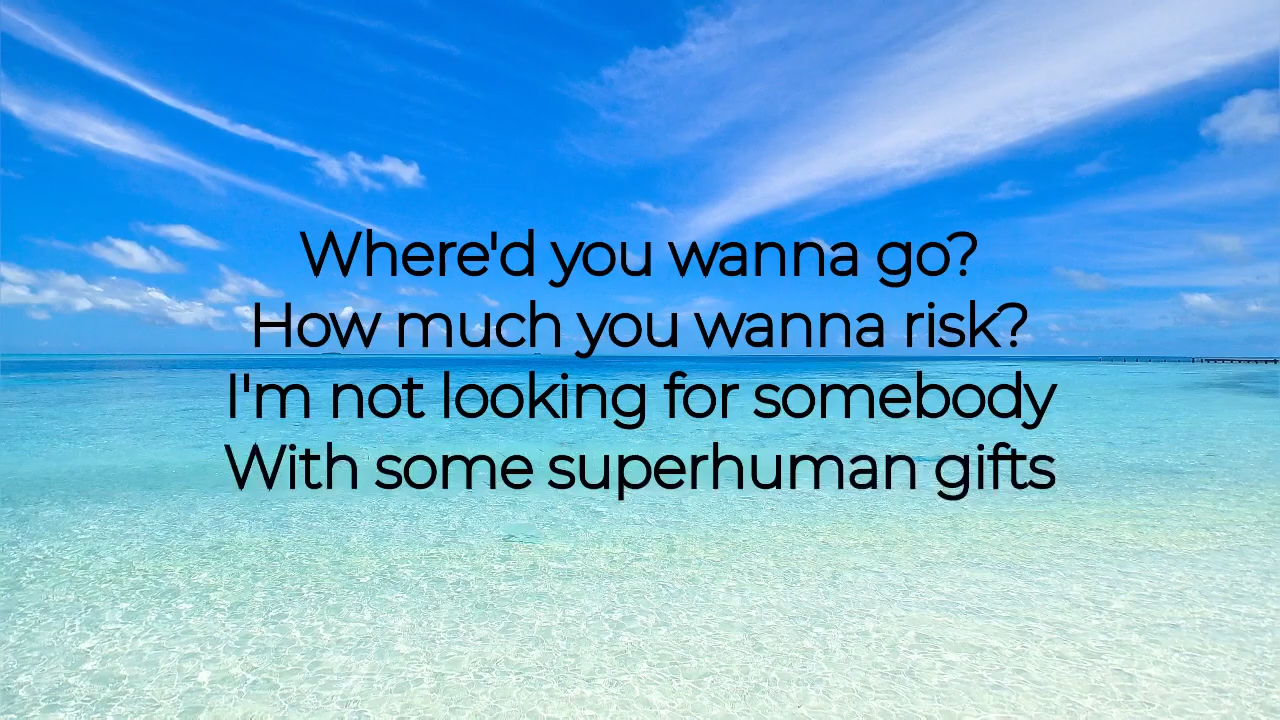 Where'd you wanna go?
How much you wanna risk?
I'm not looking for somebody
With some superhuman gifts